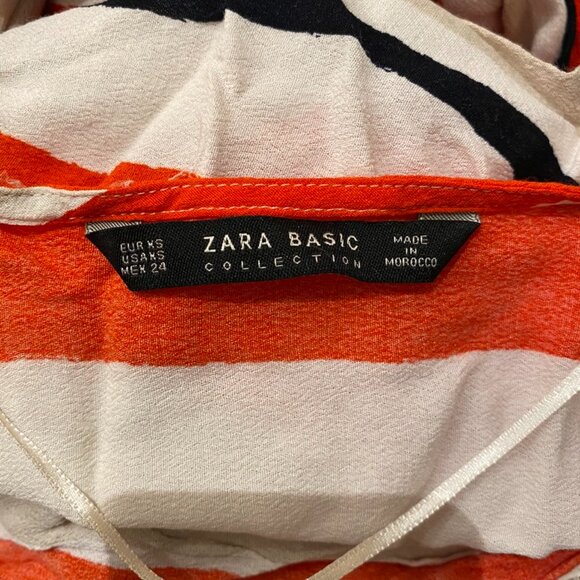 EUR XS
USA XS
MEX 24
ZARA BASIC
COLLECTION
MADE
IN
MOROCCO